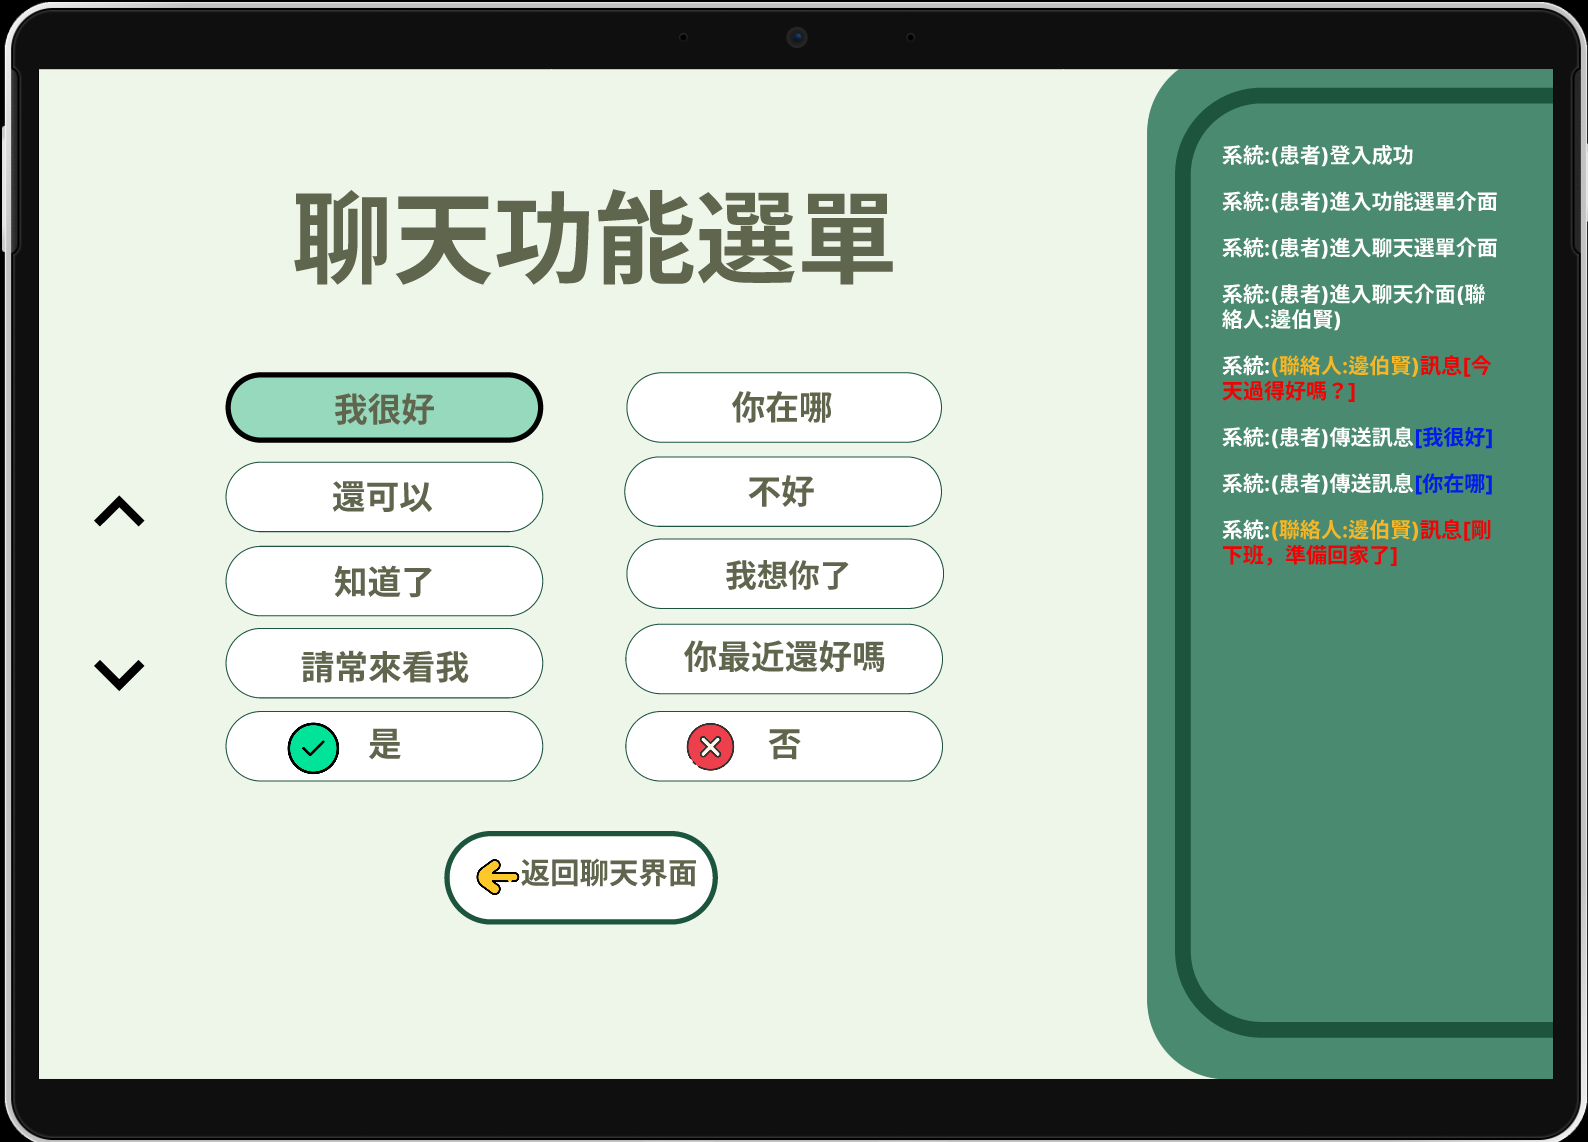 聊天功能選單
我很好
你在哪
還可以
不好
知道了
我想你了
請常來看我
你最近還好嗎
是
否
返回聊天界面
系統:(患者)登入成功
系統:(患者)進入功能選單介面
系統:(患者)進入聊天選單介面
系統:(患者)進入聊天介面(聯
絡人:邊伯賢)
系統:(聯絡人:邊伯賢)訊息[今
天過得好嗎？]
系統:(患者)傳送訊息[我很好]
系統:(患者)傳送訊息[你在哪]
系統:(聯絡人:邊伯賢)訊息[剛
下班，準備回家了]